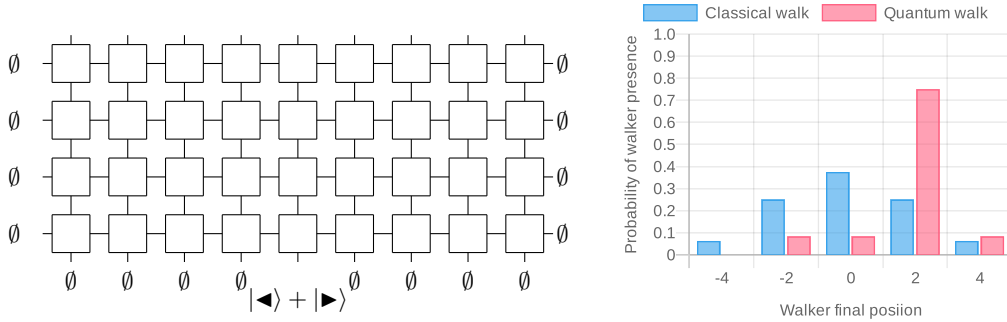 ∅ ∅
∅ ∅
∅ ∅
∅ ∅
∅ ∅ ∅ ∅ ∅ ∅ ∅ ∅
|◄⟩ + |►⟩
Classical walk Quantum walk
Probability of walker presence
1.0
0.9
0.8
0.7
0.6
0.5
0.4
0.3
0.2
0.1
0
-4 -2 0 2 4
Walker final posiion